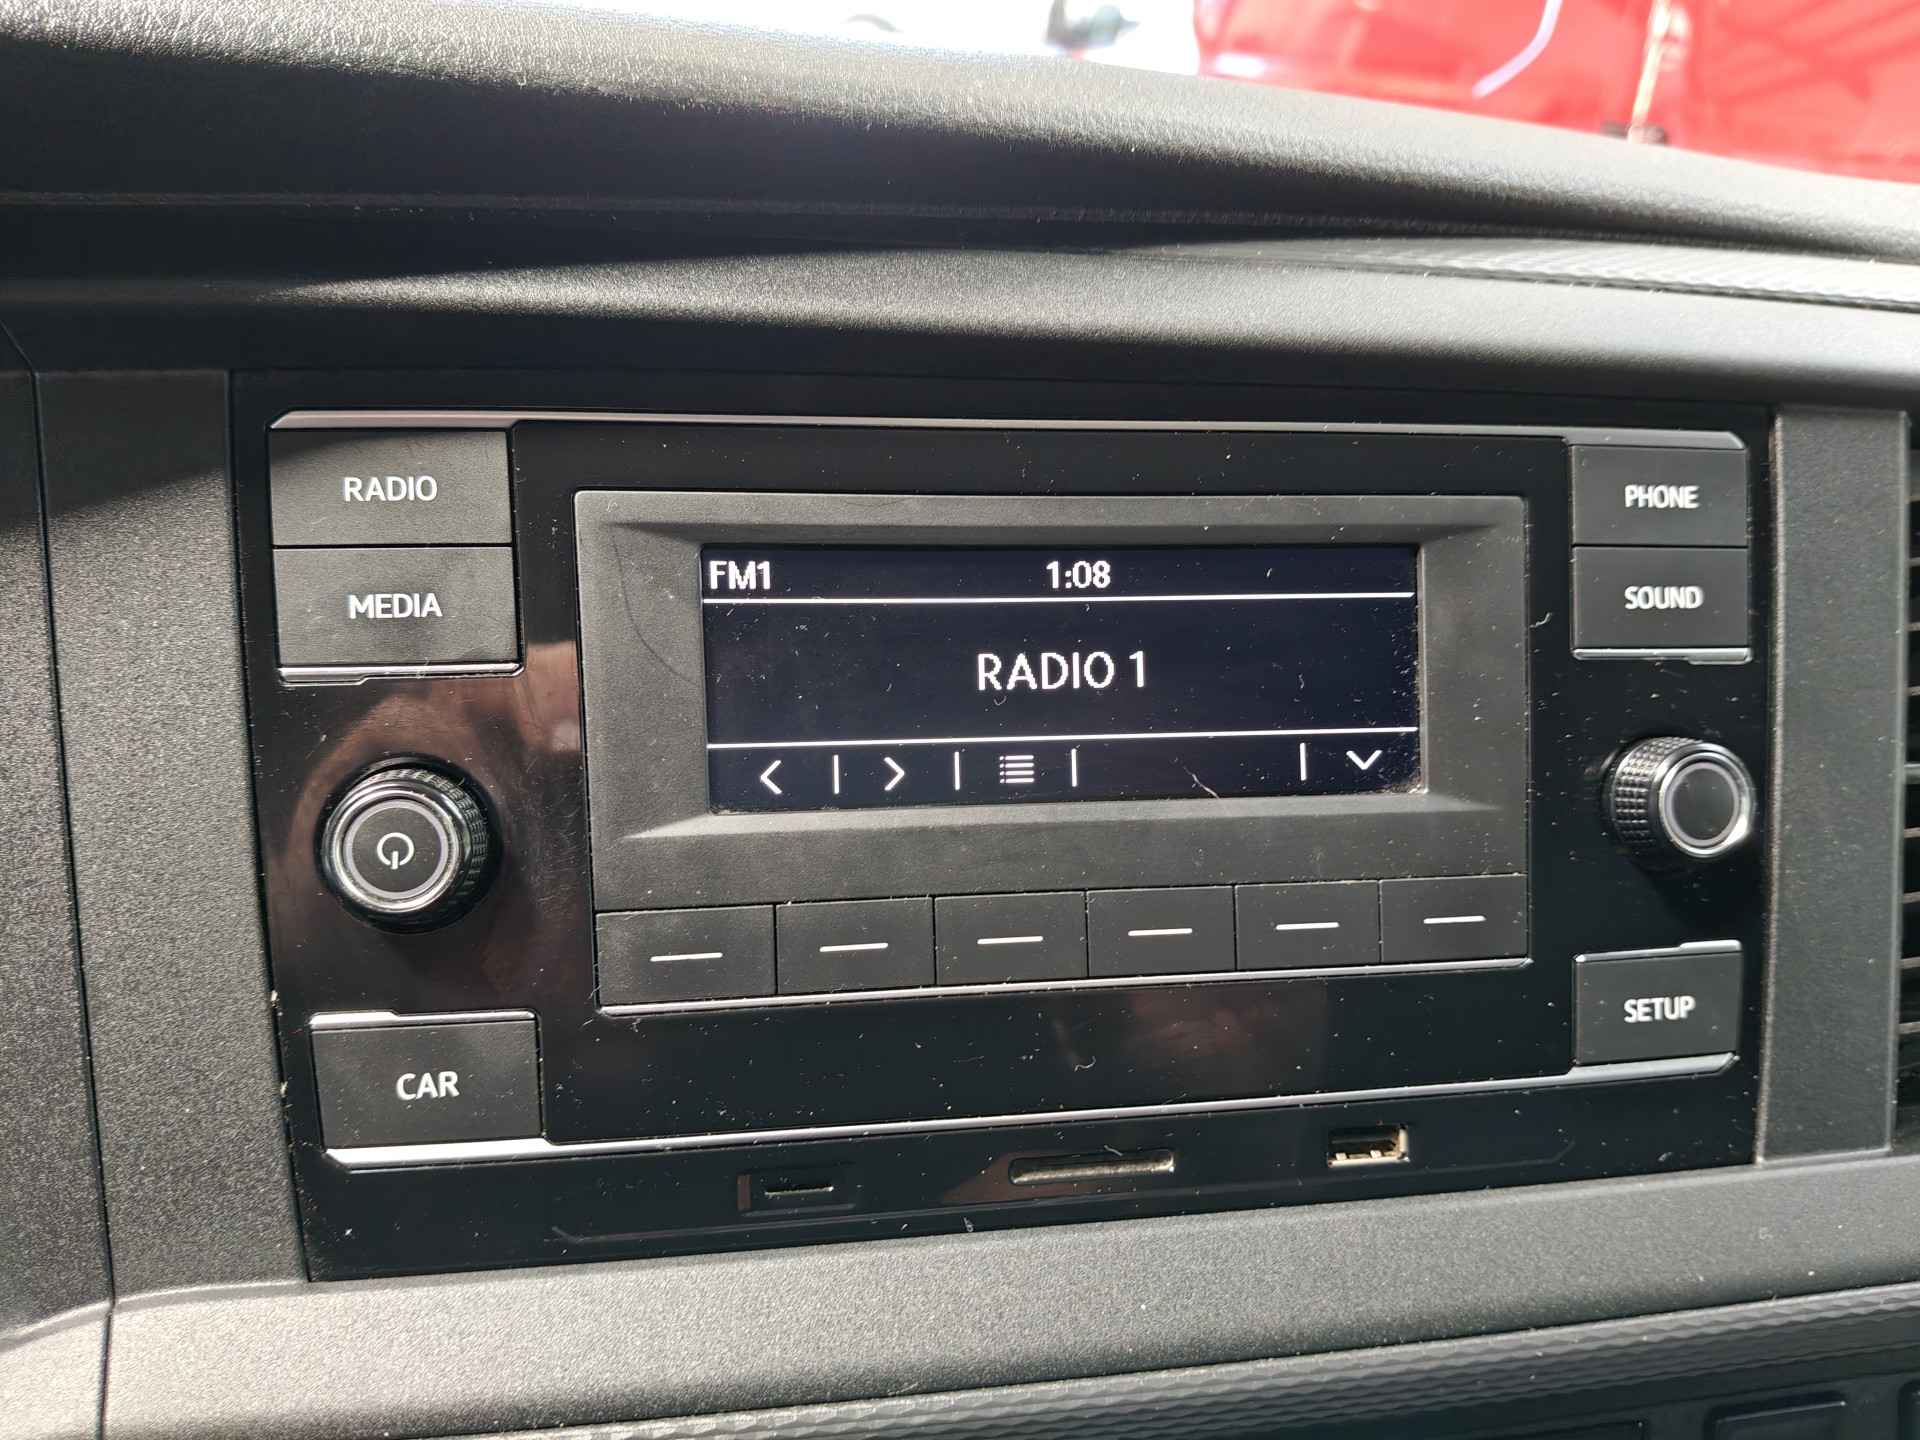 RADIO
MEDIA
FM1 1:08
RADIO 1
PHONE
SOUND
CAR
SETUP